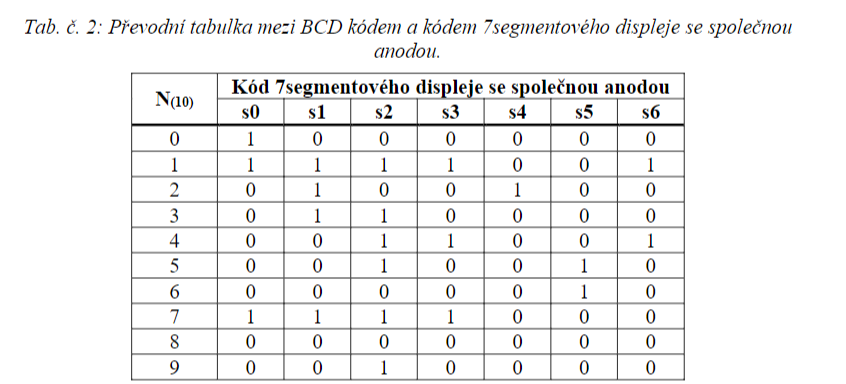 Tab. č. 2: Převodní tabulka mezi BCD kódem a kódem 7segmentového displeje se společnou
anodou.
N(10) Kód 7segmentového displeje se společnou anodou
s0 s1 s2 s3 s4 s5 s6
0 1 0 0 0 0 0 0
1 1 1 1 1 0 0 1
2 0 1 0 0 1 0 0
3 0 1 1 0 0 0 0
4 0 0 1 1 0 0 1
5 0 0 1 0 0 1 0
6 0 0 0 0 0 1 0
7 1 1 1 1 0 0 0
8 0 0 0 0 0 0 0
9 0 0 1 0 0 0 0